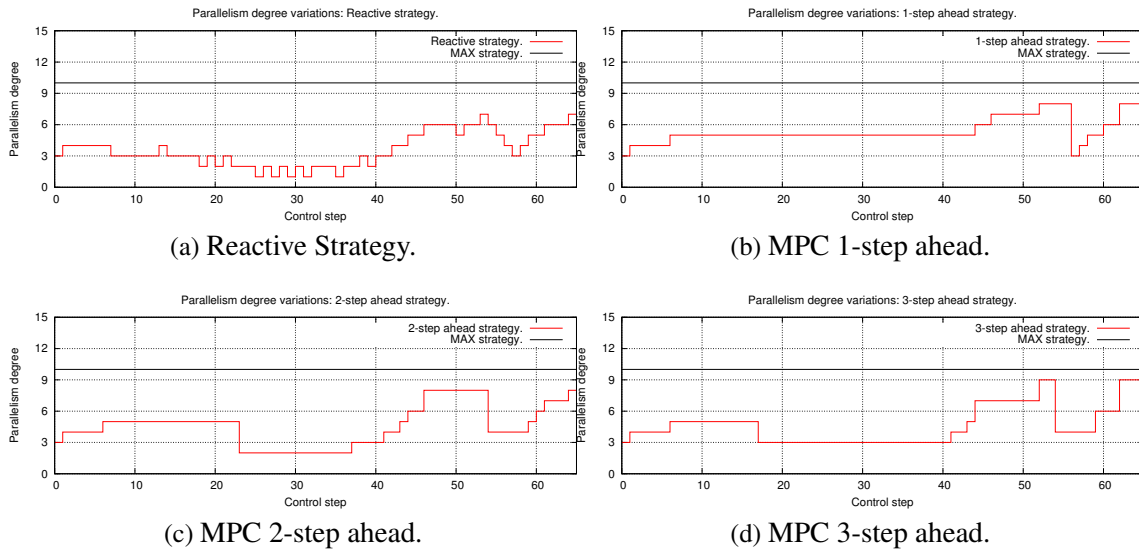 Parallelism degree variations: Reactive strategy.
Parallelism degree
15
12
9
6
3
0
Reactive strategy.
MAX strategy.
0 10 20 30 40 50 60
Control step
(a) Reactive Strategy.
Parallelism degree variations: 1-step ahead strategy.
Parallelism degree
15
12
9
6
3
0
1-step ahead strategy.
MAX strategy.
0 10 20 30 40 50 60
Control step
(b) MPC 1-step ahead.
Parallelism degree variations: 2-step ahead strategy.
Parallelism degree
15
12
9
6
3
0
2-step ahead strategy.
MAX strategy.
0 10 20 30 40 50 60
Control step
(c) MPC 2-step ahead.
Parallelism degree variations: 3-step ahead strategy.
Parallelism degree
15
12
9
6
3
0
3-step ahead strategy.
MAX strategy.
0 10 20 30 40 50 60
Control step
(d) MPC 3-step ahead.